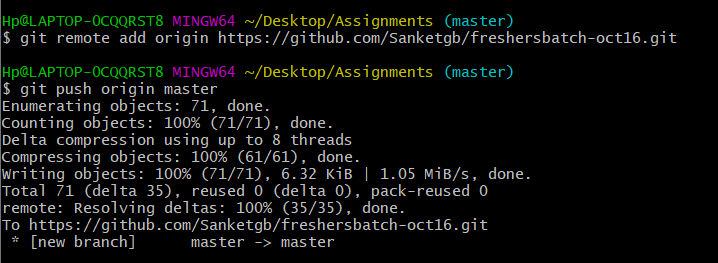 Hp@LAPTOP-OCQQRST8 MINGW64 ~/Desktop/Assignments (master)
$ git remote add origin https://github.com/Sanketgb/freshersbatch-oct16.git
Hp@LAPTOP-OCQQRST8 MINGW64 ~/Desktop/Assignments (master)
$ git push origin master
Enumerating objects: 71, done.
Counting objects: 100% (71/71), done.
Delta compression using up to 8 threads
Compressing objects: 100% (61/61), done.
Writing objects: 100% (71/71), 6.32 KiB | 1.05 MiB/s, done.
Total 71 (delta 35), reused 0 (delta 0), pack-reused 0
remote: Resolving deltas: 100% (35/35), done.
To https://github.com/Sanketgb/freshersbatch-oct16.git
 * [new branch]      master -> master